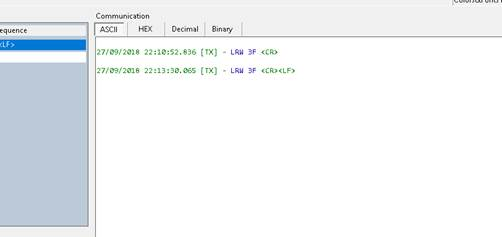 Communication
equence
ASCII HEX Decimal Binary
<LF>
27/09/2018 22:10:52.836 [TX] - LRW 3F <CR>
27/09/2018 22:13:30.065 [TX] - LRW 3F <CR><LF>